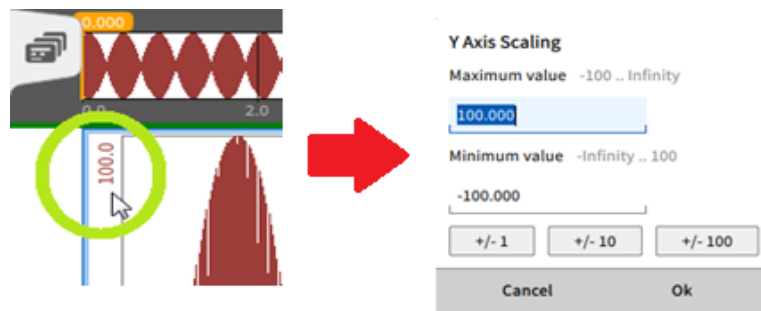 0.000
0.0 2.0
100.0
Y Axis Scaling
Maximum value -100 .. Infinity
100.000
Minimum value -Infinity .. 100
-100.000
+/- 1 +/- 10 +/- 100
Cancel Ok